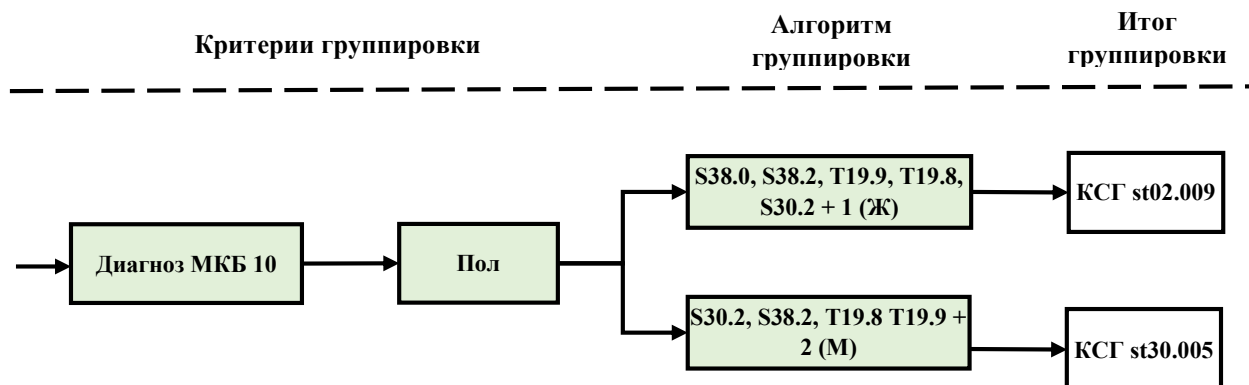 Критерии группировки
Алгоритм
группировки
Итог
группировки
S38.0, S38.2, T19.9, T19.8,
S30.2 + 1 (Ж)
КСГ st02.009
Диагноз МКБ 10
Пол
S30.2, S38.2, T19.8 T19.9 +
2 (М)
КСГ st30.005